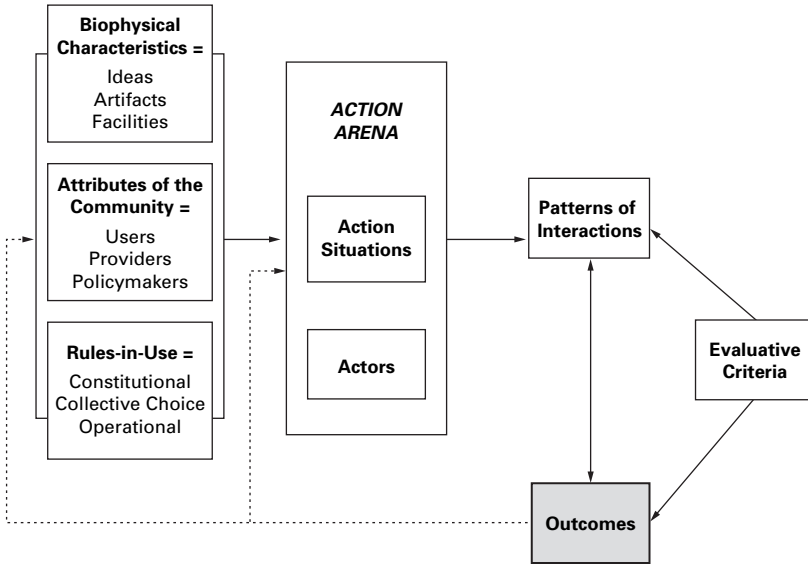 Biophysical
Characteristics =
Ideas
Artifacts
Facilities
Attributes of the
Community =
Users
Providers
Policymakers
Rules-in-Use =
Constitutional
Collective Choice
Operational
ACTION
ARENA
Action
Situations
Actors
Patterns of
Interactions
Outcomes
Evaluative
Criteria